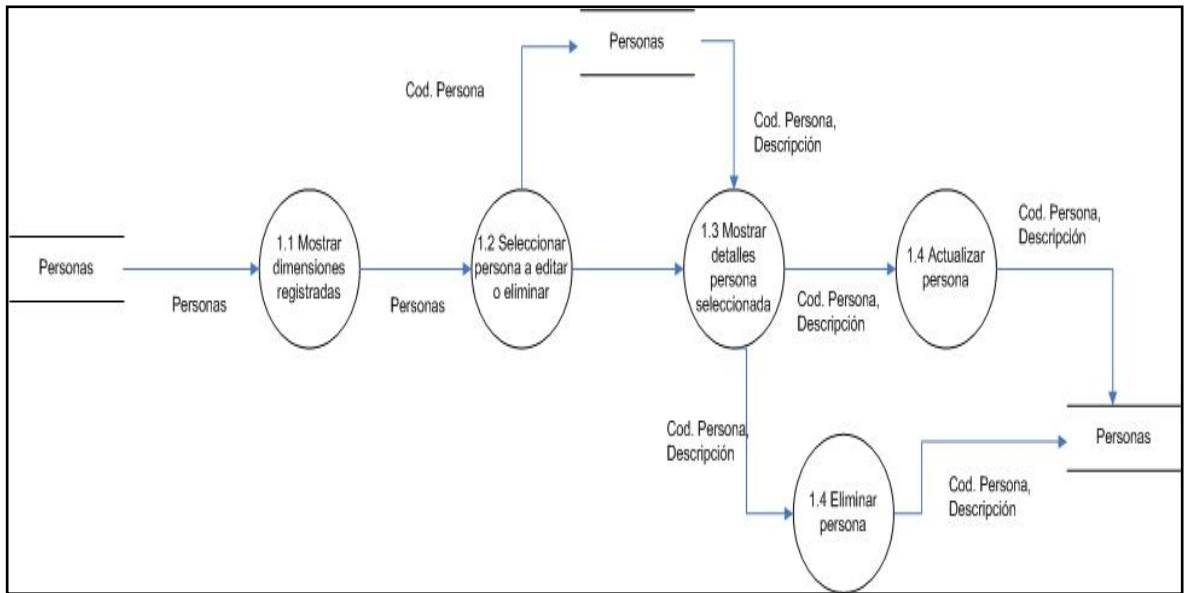 Personas
Cod. Persona
Cod. Persona,
Descripción
Personas
Personas
1.1 Mostrar
dimensiones
registradas
Personas
1.2 Seleccionar
persona a editar
o eliminar
1.3 Mostrar
detalles
persona
seleccionada
Cod. Persona,
Descripción
1.4 Actualizar
persona
Cod. Persona,
Descripción
Cod. Persona,
Descripción
1.4 Eliminar
persona
Cod. Persona,
Descripción
Personas